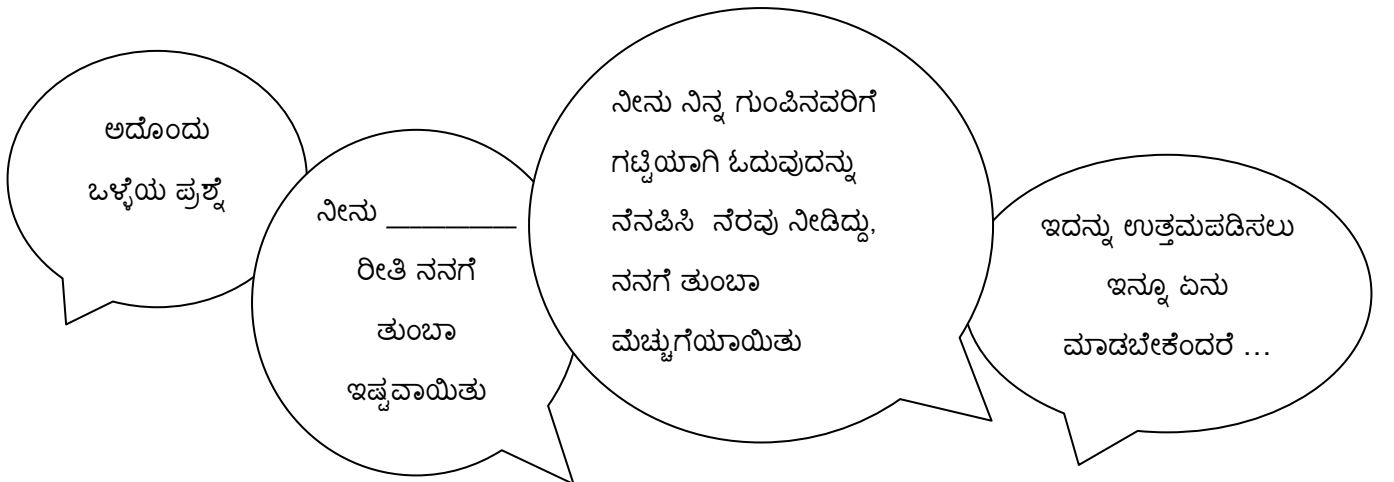 ಅದೊಂದು
ಒಳ್ಳೆಯ ಪ್ರಶ್ನೆ
ನೀನು ___________
ರೀತಿ ನನಗೆ
ತುಂಬಾ
ಇಷ್ಟವಾಯಿತು
ನೀನು ನಿನ್ನ ಗುಂಪಿನವರಿಗೆ
ಗಟ್ಟಿಯಾಗಿ ಓದುವುದನ್ನು
ನೆನಪಿಸಿ ನೆರವು ನೀಡಿದ್ದು,
ನನಗೆ ತುಂಬಾ
ಮೆಚ್ಚುಗೆಯಾಯಿತು
ಇದನ್ನು ಉತ್ತಮಪಡಿಸಲು
ಇನ್ನೂ ಏನು
ಮಾಡಬೇಕೆಂದರೆ ...